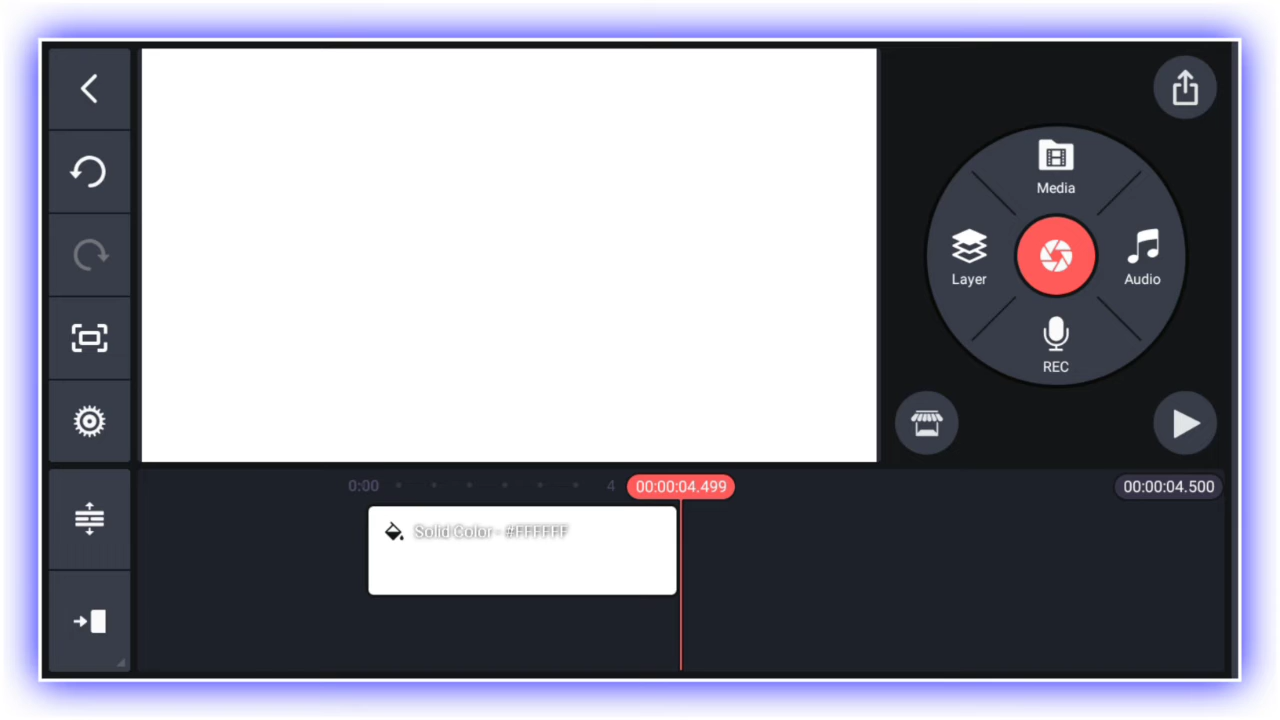 Media
Layer
Audio
REC
0:00
4
00:00:04.499
00:00:04.500
Solid Color - #FFFFFF